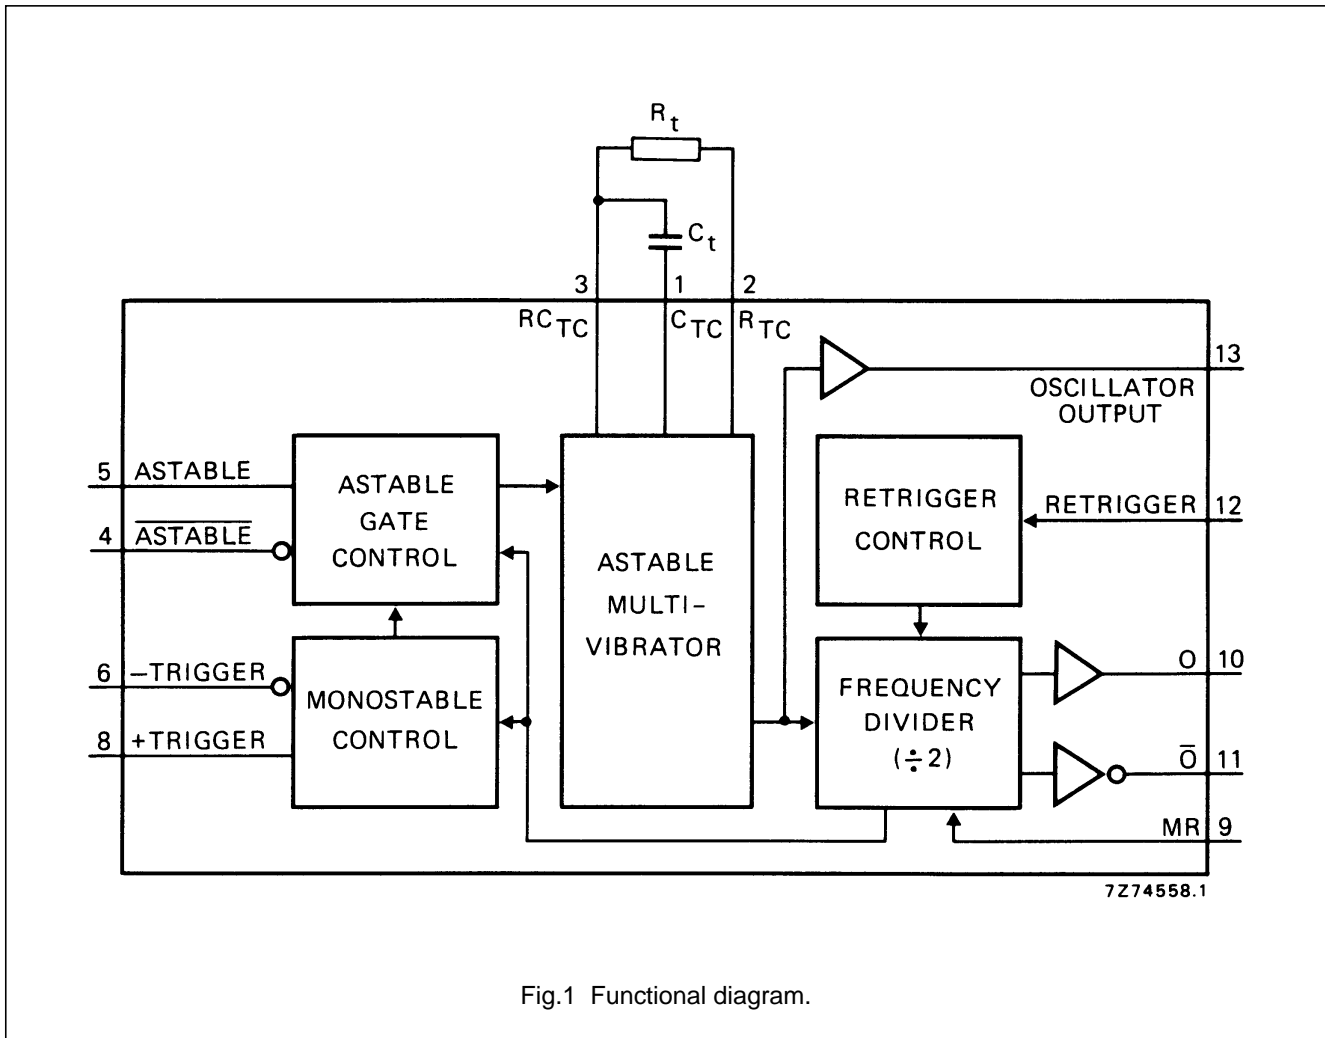 R t
C t
3 1 2
RC TC C TC R TC
13
OSCILLATOR
OUTPUT
5 ASTABLE
4 A̅S̅T̅A̅B̅L̅E̅
ASTABLE
GATE
CONTROL
6 –TRIGGER
8 +TRIGGER
MONOSTABLE
CONTROL
ASTABLE
MULTI–
VIBRATOR
RETRIGGER
CONTROL
RETRIGGER 12
FREQUENCY
DIVIDER
(÷2)
O 10
O̅ 11
MR 9
7Z74558.1
Fig.1 Functional diagram.